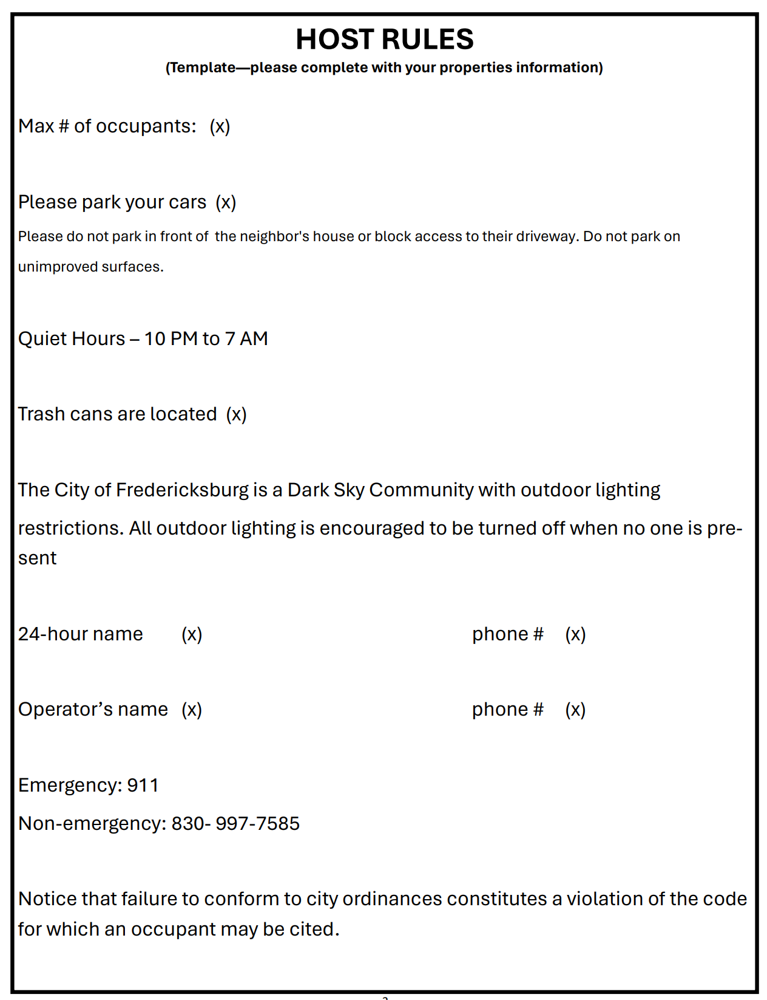 HOST RULES
(Template—please complete with your properties information)
Max # of occupants: (x)
Please park your cars (x)
Please do not park in front of the neighbor's house or block access to their driveway. Do not park on
unimproved surfaces.
Quiet Hours – 10 PM to 7 AM
Trash cans are located (x)
The City of Fredericksburg is a Dark Sky Community with outdoor lighting
restrictions. All outdoor lighting is encouraged to be turned off when no one is pre-
sent
24-hour name (x) phone # (x)
Operator’s name (x) phone # (x)
Emergency: 911
Non-emergency: 830- 997-7585
Notice that failure to conform to city ordinances constitutes a violation of the code
for which an occupant may be cited.